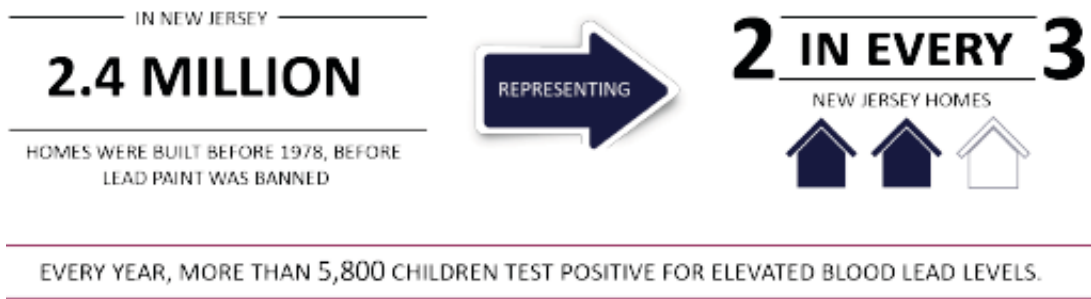 IN NEW JERSEY
2.4 MILLION
HOMES WERE BUILT BEFORE 1978, BEFORE
LEAD PAINT WAS BANNED
REPRESENTING
2 IN EVERY 3
NEW JERSEY HOMES
EVERY YEAR, MORE THAN 5,800 CHILDREN TEST POSITIVE FOR ELEVATED BLOOD LEAD LEVELS.